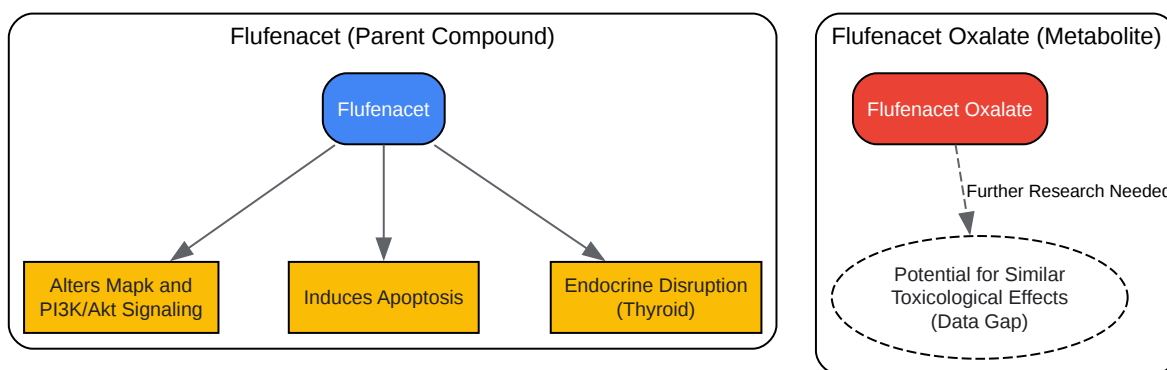 Flufenacet (Parent Compound)
Flufenacet
Alters Mapk and
PI3K/Akt Signaling
Induces Apoptosis
Endocrine Disruption
(Thyroid)
Flufenacet Oxalate (Metabolite)
Flufenacet Oxalate
Further Research Needed
Potential for Similar
Toxicological Effects
(Data Gap)